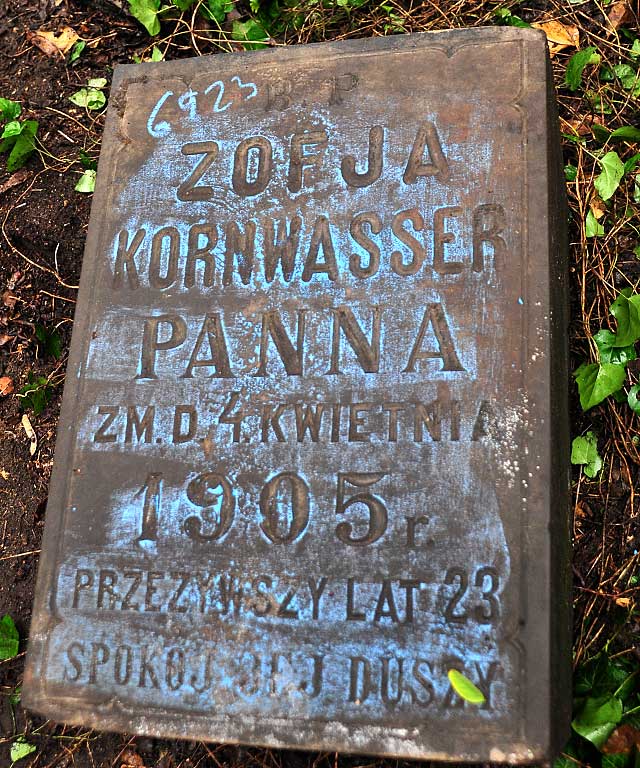 6923
B. P.
ZOFJA
KORNWASSER
PANNA
ZM. D. 4. KWIETNIA
1905 r.
PRZEŻYWSZY LAT 23
SPOKÓJ JEJ DUSZY